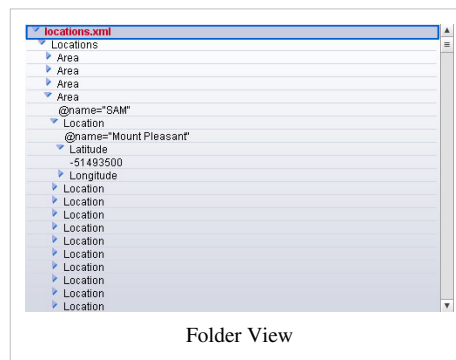 locations.xml
Locations
Area
Area
Area
Area
@name="SAM"
Location
@name="Mount Pleasant"
Latitude
-51493500
Longitude
Location
Location
Location
Location
Location
Location
Location
Location
Location
Location
Folder View